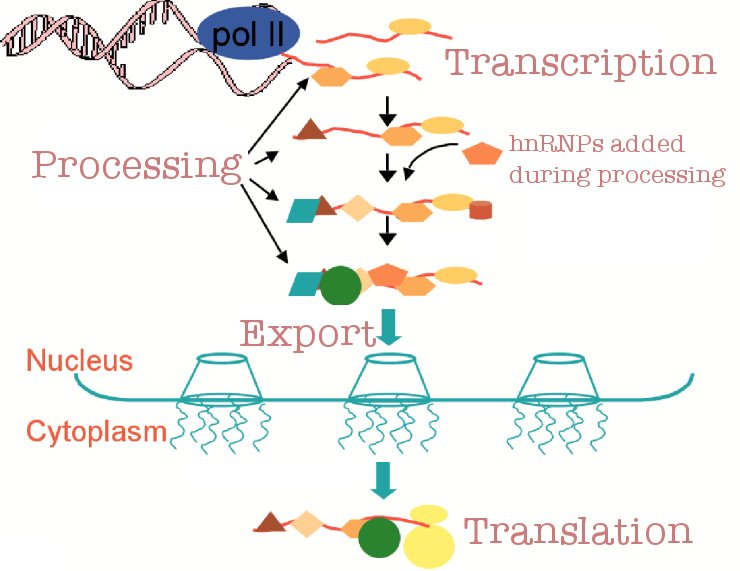 pol II
Transcription
Processing
hnRNPs added
during processing
Export
Nucleus
Cytoplasm
Translation